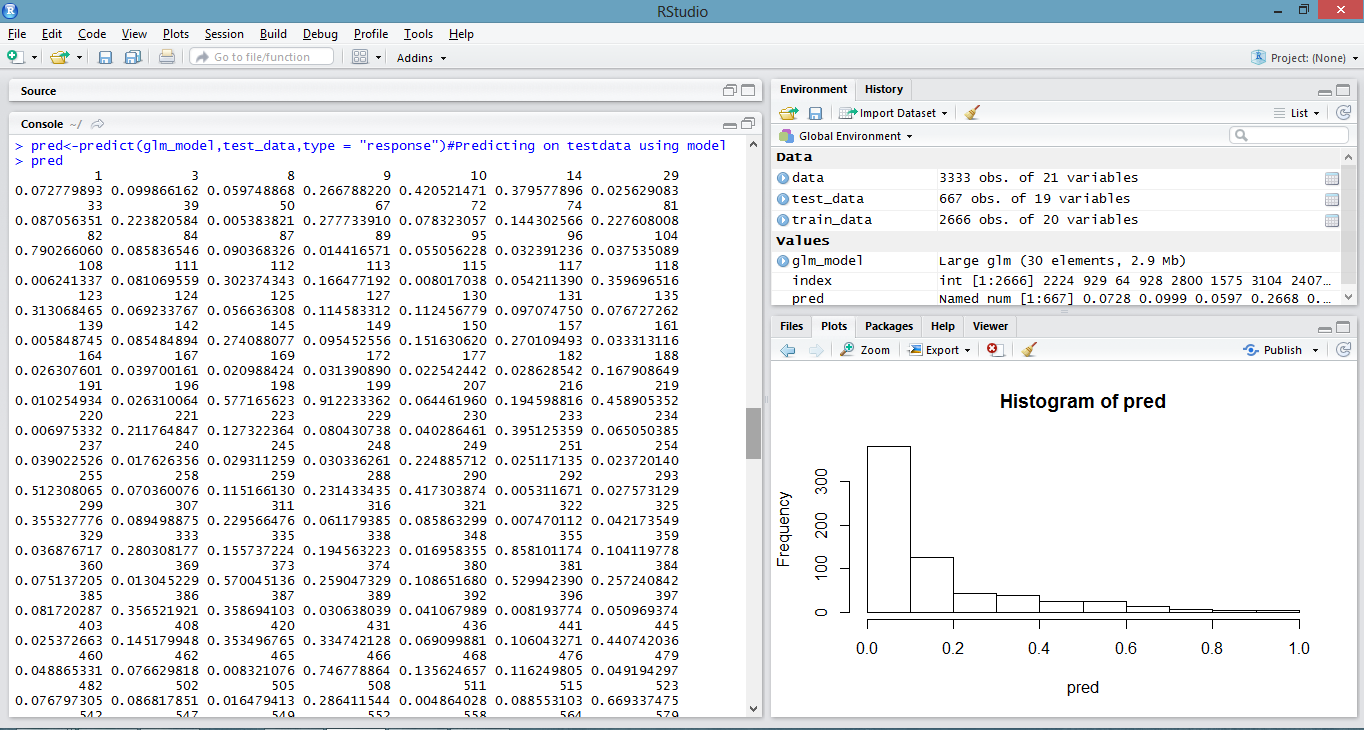 RStudio
File Edit Code View Plots Session Build Debug Profile Tools Help
Go to file/function Addins Project: (None)
Source
Console ~/
> pred<-predict(glm_model,test_data,type = "response")#Predicting on testdata using model
> pred
1 3 8 9 10 14 29
0.072779893 0.099866162 0.059748868 0.266788220 0.420521471 0.379577896 0.025629083
33 39 50 67 72 74 81
0.087056351 0.223820584 0.005383821 0.277733910 0.078323057 0.144302566 0.227608008
82 84 87 89 95 96 104
0.790266060 0.085836546 0.090368326 0.014416571 0.055056228 0.032391236 0.037535089
108 111 112 113 115 117 118
0.006241337 0.081069559 0.302374343 0.166477192 0.008017038 0.054211390 0.359696516
123 124 125 127 130 131 135
0.313068465 0.069233767 0.056636308 0.114583312 0.112456779 0.097074750 0.076727262
139 142 145 149 150 157 161
0.005848745 0.085484894 0.274088077 0.095452556 0.151630620 0.270109493 0.033313116
164 167 169 172 177 182 188
0.026307601 0.039700161 0.020988424 0.031390890 0.022542442 0.028628542 0.167908649
191 196 198 199 207 216 219
0.010254934 0.026310064 0.577165623 0.912233362 0.064461960 0.194598816 0.458905352
220 221 223 229 230 233 234
0.006975332 0.211764847 0.127322364 0.080430738 0.040286461 0.395125359 0.065050385
237 240 245 248 249 251 254
0.039022526 0.017626356 0.029311259 0.030336261 0.224885712 0.025117135 0.023720140
255 258 259 288 290 292 293
0.512308065 0.070360076 0.115166130 0.231433435 0.417303874 0.005311671 0.027573129
299 307 311 316 321 322 325
0.355327776 0.089498875 0.229566476 0.061179385 0.085863299 0.007470112 0.042173549
329 333 335 338 348 355 359
0.036876717 0.280308177 0.155737224 0.194563223 0.016958355 0.858101174 0.104119778
360 369 373 374 380 381 384
0.075137205 0.013045229 0.570045136 0.259047329 0.108651680 0.529942390 0.257240842
385 386 387 389 392 396 397
0.081720287 0.356521921 0.358694103 0.030638039 0.041067989 0.008193774 0.050969374
403 408 420 431 436 441 445
0.025372663 0.145179948 0.353496765 0.334742128 0.069099881 0.106043271 0.440742036
460 462 465 466 468 476 479
0.048865331 0.076629818 0.008321076 0.746778864 0.135624657 0.116249805 0.049194297
482 502 505 508 511 515 523
0.076797305 0.086817851 0.016479413 0.286411544 0.004864028 0.088553103 0.669337475
542 547 549 552 558 564 579
Environment History
Import Dataset List
Global Environment
Data
data 3333 obs. of 21 variables
test_data 667 obs. of 19 variables
train_data 2666 obs. of 20 variables
Values
glm_model Large glm (30 elements, 2.9 Mb)
index int [1:2666] 2224 929 64 928 2800 1575 3104 2407...
pred Named num [1:667] 0.0728 0.0999 0.0597 0.2668 0....
Files Plots Packages Help Viewer
Zoom Export Publish
Histogram of pred
Frequency
300
200
100
0
0.0 0.2 0.4 0.6 0.8 1.0
pred